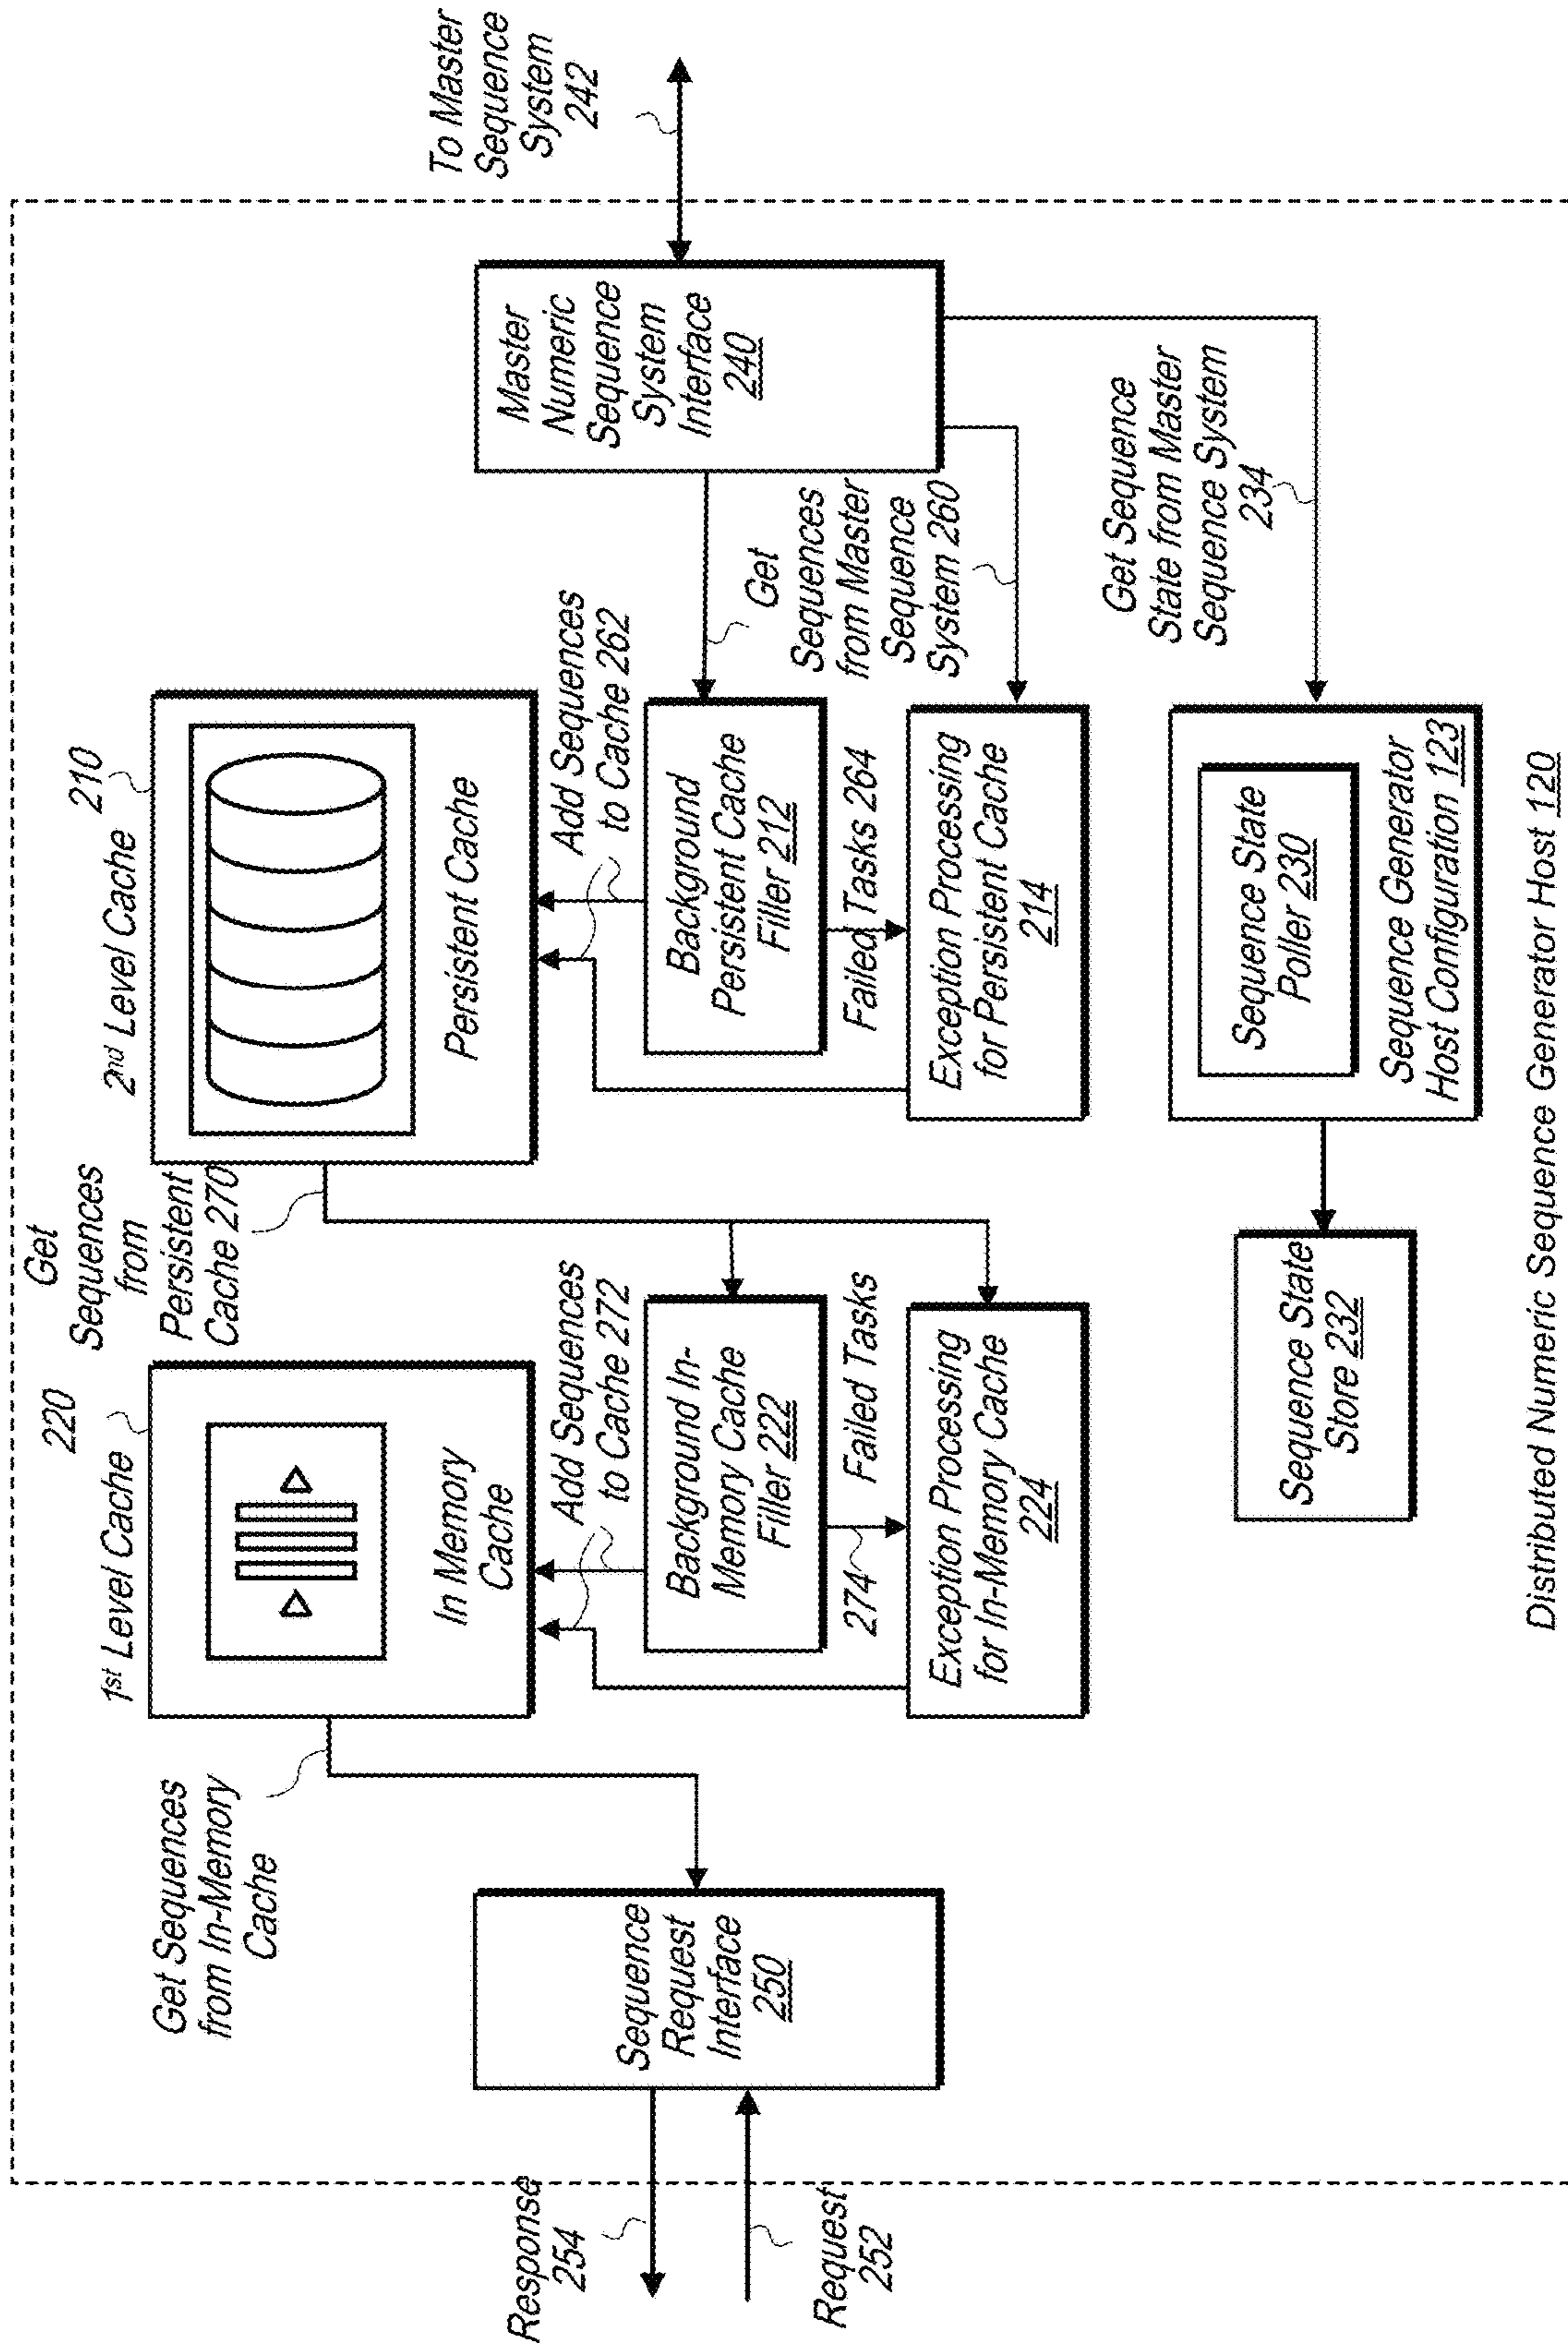 Get
Sequences
from
Persistent
Cache 270
220
1st Level Cache
In Memory
Cache
210
2nd Level Cache
Persistent Cache
Get Sequences
from In-Memory
Cache
Add Sequences
to Cache 272
Add Sequences
to Cache 262
To Master
Sequence
System
242
Response
254
Request
252
Sequence
Request
Interface
250
Background In-
Memory Cache
Filler 222
274
Failed Tasks
Exception Processing
for In-Memory Cache
224
Background
Persistent Cache
Filler 212
Failed Tasks 264
Exception Processing
for Persistent Cache
214
Get
Sequences
from Master
Sequence
System 260
Master
Numeric
Sequence
System
Interface
240
Get Sequence
State from Master
Sequence System
234
Sequence State
Store 232
Sequence State
Poller 230
Sequence Generator
Host Configuration 123
Distributed Numeric Sequence Generator Host 120